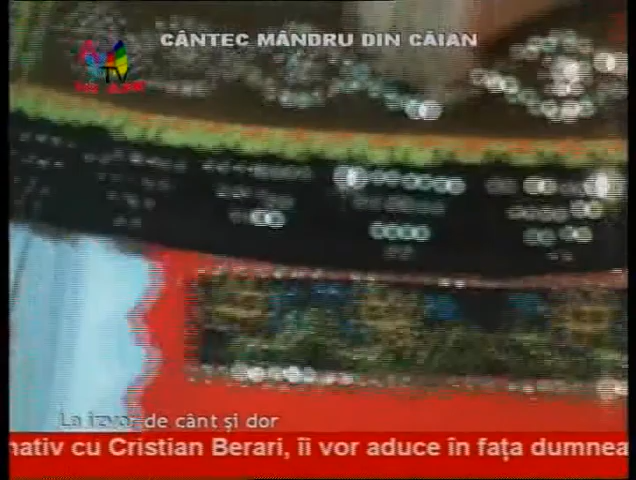 CÂNTEC MÂNDRU DIN CĂIAN
TV
La izvor de cânt și dor
nativ cu Cristian Berari, îi vor aduce în fața dumnea